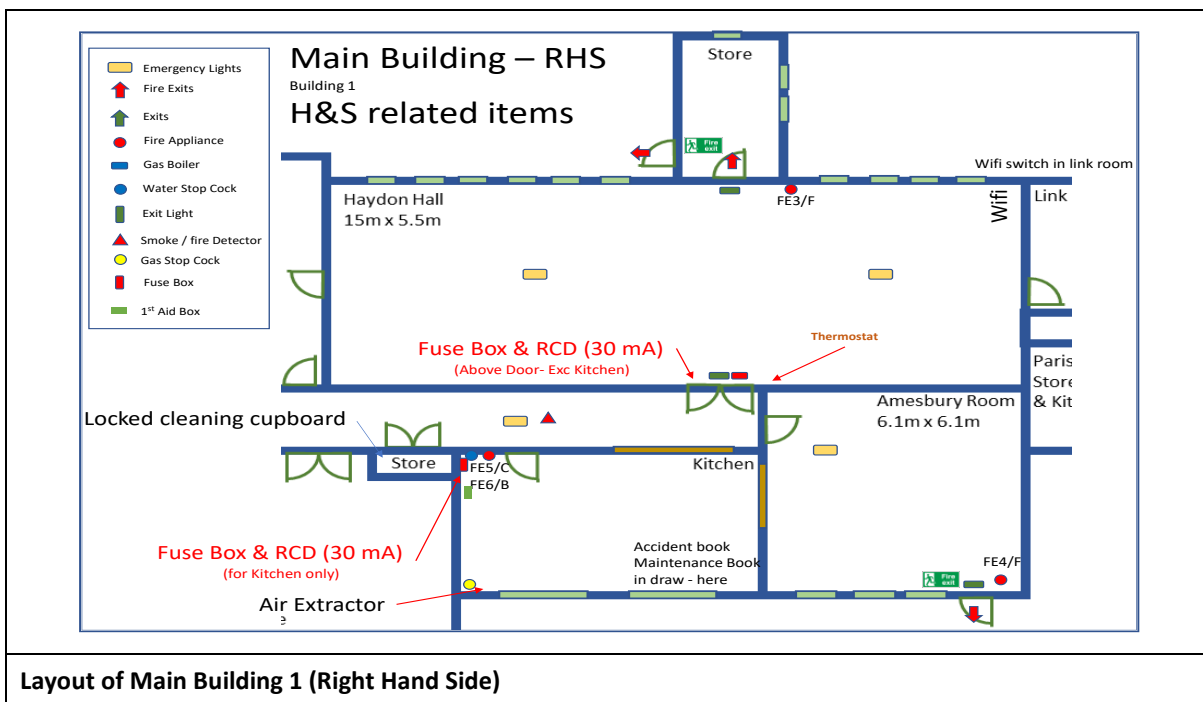 Main Building – RHS
Building 1
H&S related items
Emergency Lights
Fire Exits
Exits
Fire Appliance
Gas Boiler
Water Stop Cock
Exit Light
Smoke / fire Detector
Gas Stop Cock
Fuse Box
1st Aid Box
Store
Fire
exit
Wifi switch in link room
Haydon Hall
15m x 5.5m
FE3/F
Wifi
Link
Fuse Box & RCD (30 mA)
(Above Door- Exc Kitchen)
Thermostat
Paris
Store
& Kit
Amesbury Room
6.1m x 6.1m
Locked cleaning cupboard
Store
FE5/C
FE6/B
Kitchen
Fuse Box & RCD (30 mA)
(for Kitchen only)
Accident book
Maintenance Book
in draw - here
FE4/F
Fire
exit
Air Extractor
Layout of Main Building 1 (Right Hand Side)